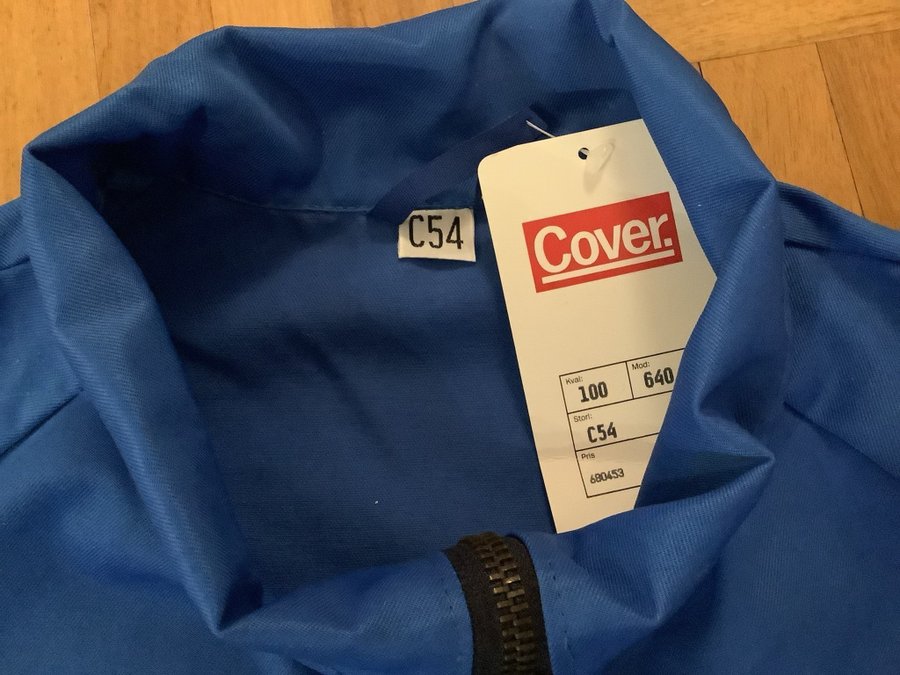 C54
Cover.
Kval:
100
Mod:
640
Storl:
C54
Pris
680453